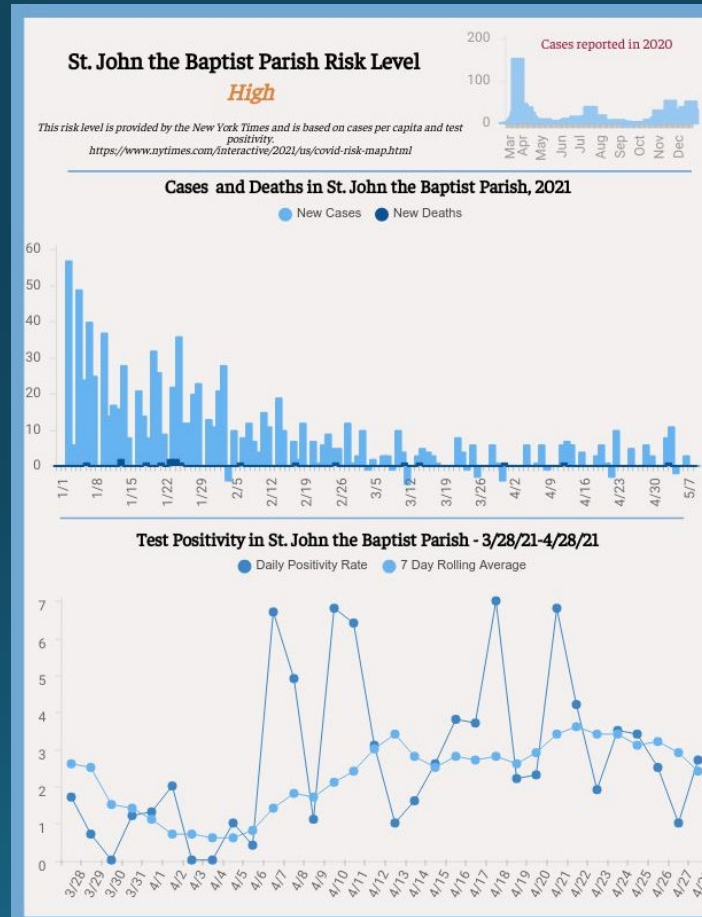 St. John the Baptist Parish Risk Level
High
This risk level is provided by the New York Times and is based on cases per capita and test
positivity.
https://www.nytimes.com/interactive/2021/us/covid-risk-map.html
Cases reported in 2020
200
100
0
Mar Apr May Jun Jul Aug Sep Oct Nov Dec
Cases and Deaths in St. John the Baptist Parish, 2021
New Cases New Deaths
60
50
40
30
20
10
0
1/1 1/8 1/15 1/22 1/29 2/5 2/12 2/19 2/26 3/5 3/12 3/19 3/26 4/2 4/9 4/16 4/23 4/30 5/7
Test Positivity in St. John the Baptist Parish - 3/28/21-4/28/21
Daily Positivity Rate 7 Day Rolling Average
7
6
5
4
3
2
1
0
3/28 3/29 3/30 3/31 4/1 4/2 4/3 4/4 4/5 4/6 4/7 4/8 4/9 4/10 4/11 4/12 4/13 4/14 4/15 4/16 4/17 4/18 4/19 4/20 4/21 4/22 4/23 4/24 4/25 4/26 4/27